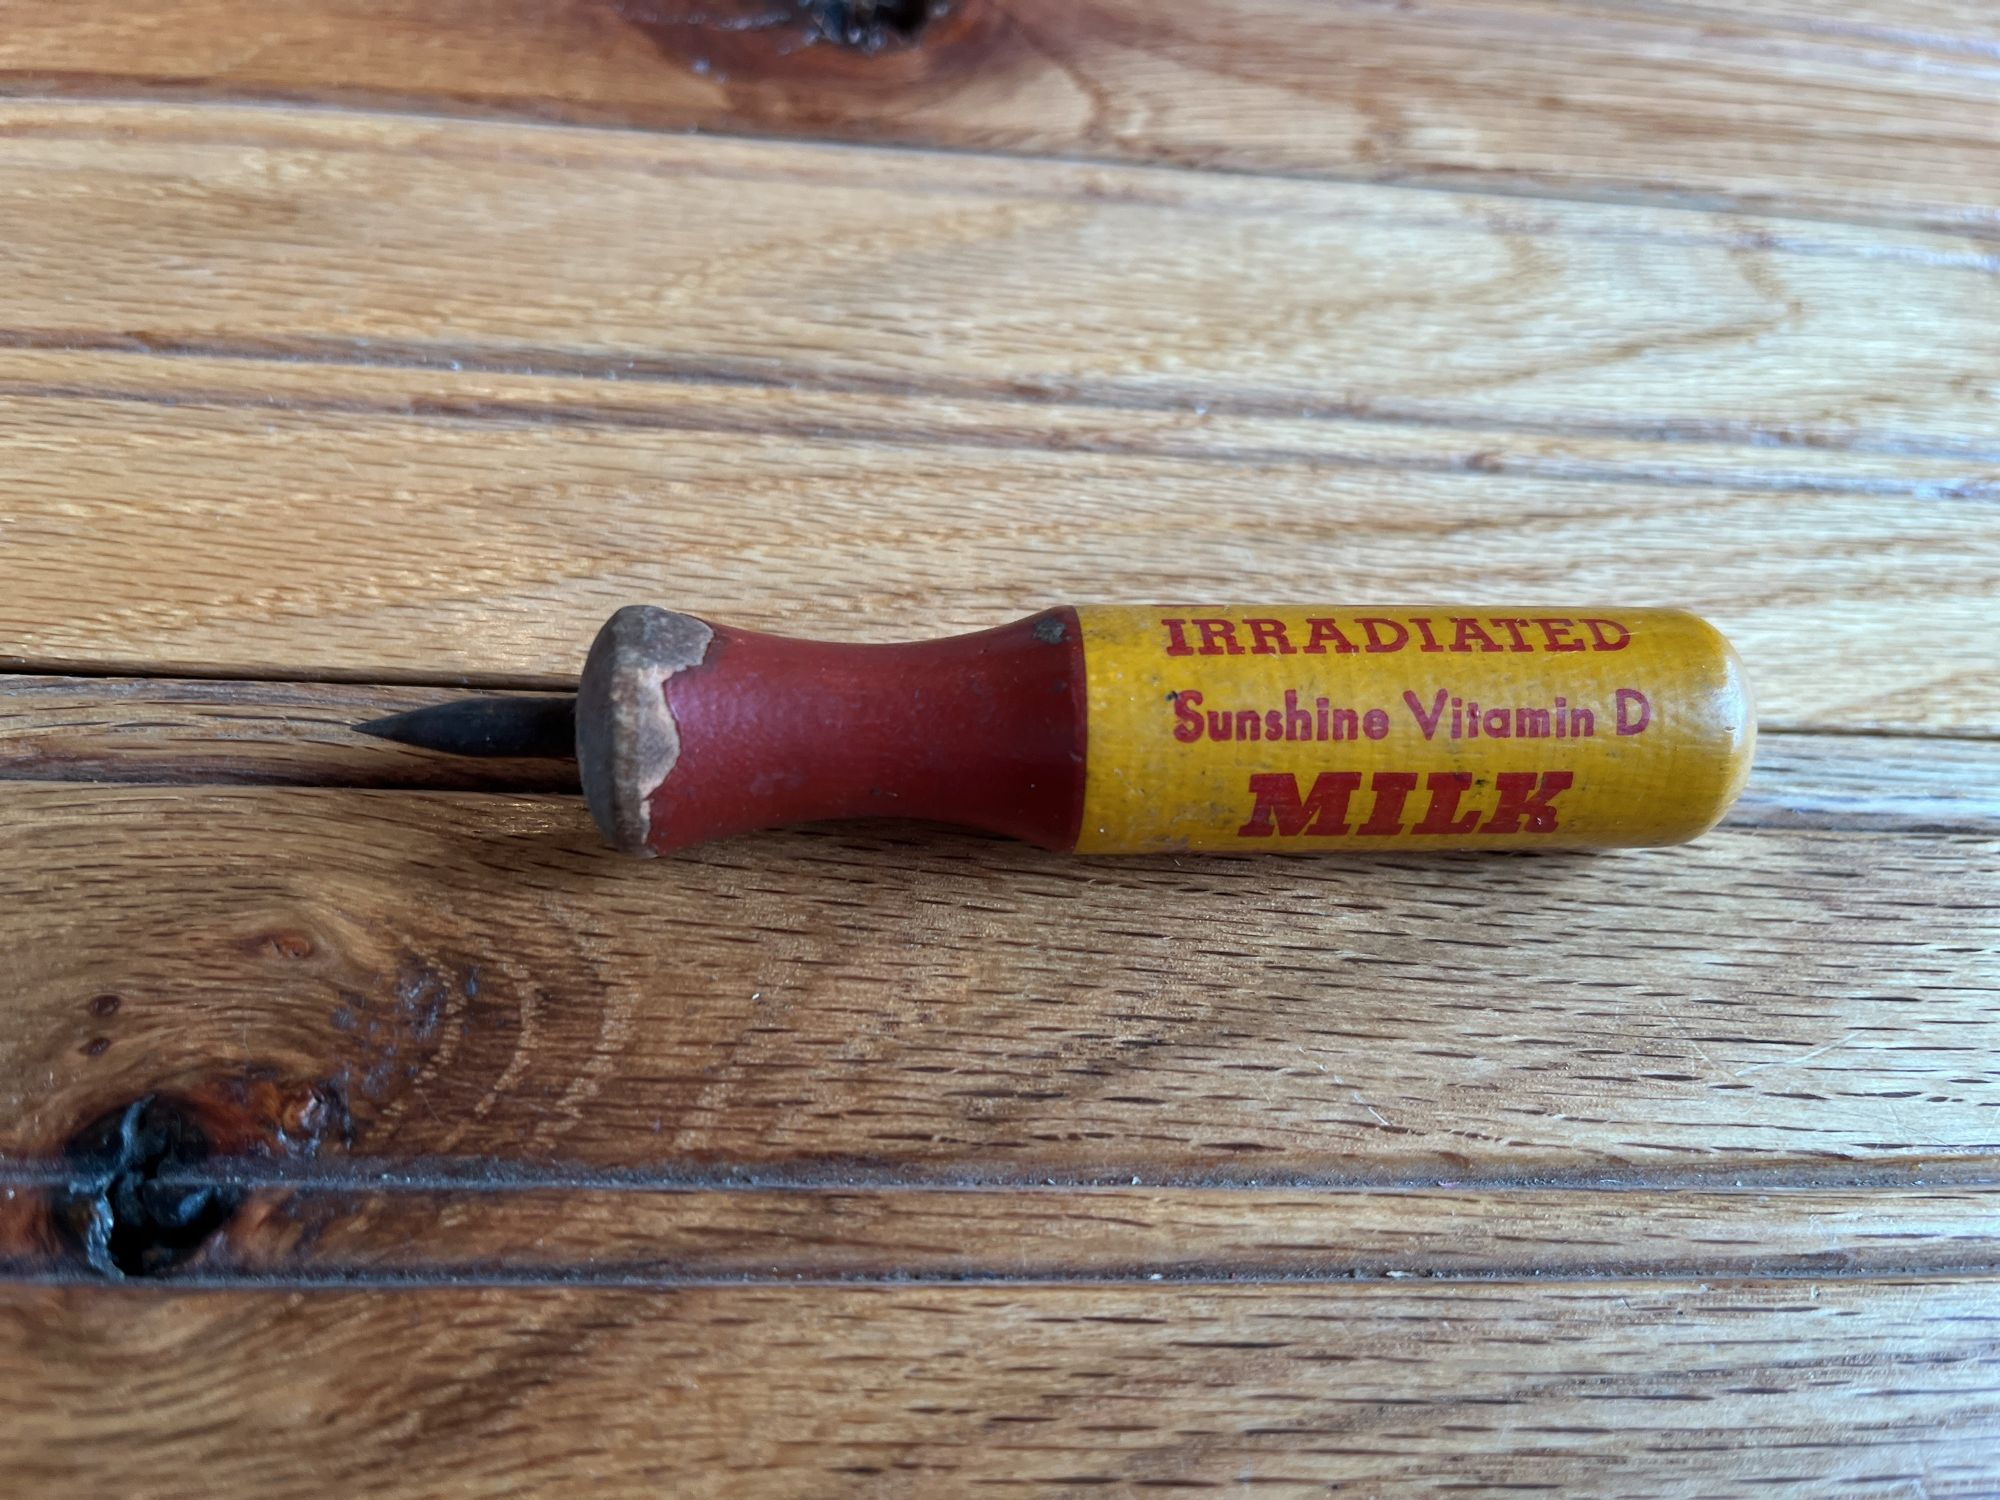 IRRADIATED
Sunshine Vitamin D
MILK